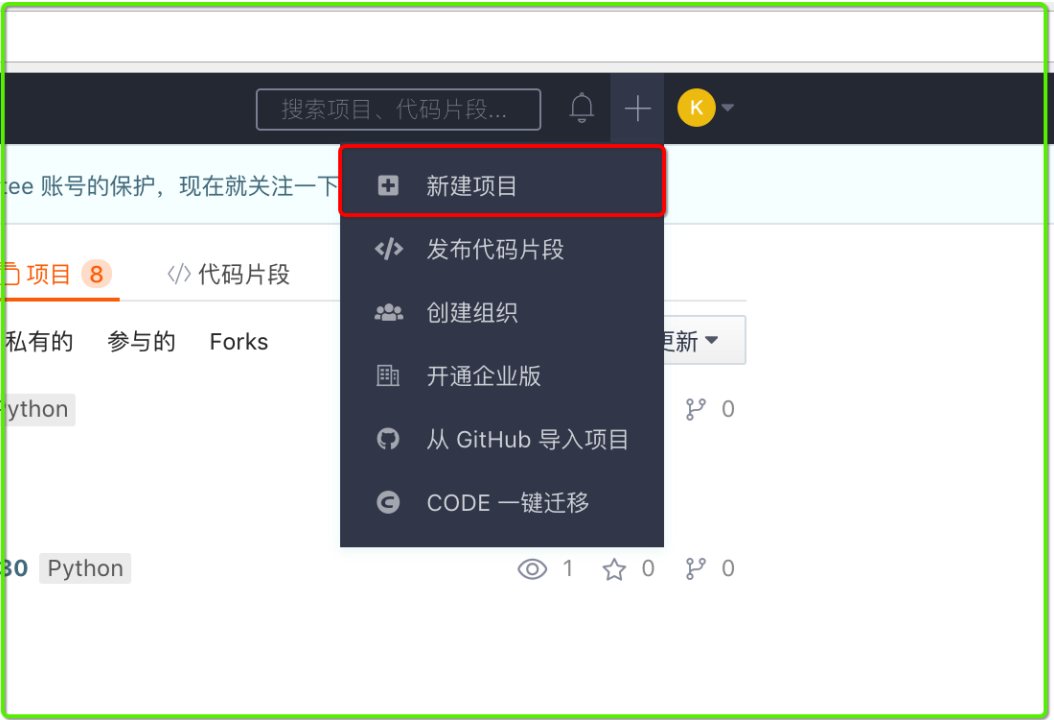 搜索项目、代码片段...
K
tee 账号的保护，现在就关注一下
新建项目
发布代码片段
创建组织
开通企业版
从 GitHub 导入项目
CODE 一键迁移
项目 8
代码片段
私有的 参与的 Forks
更新
Python
0
30 Python
1 0 0